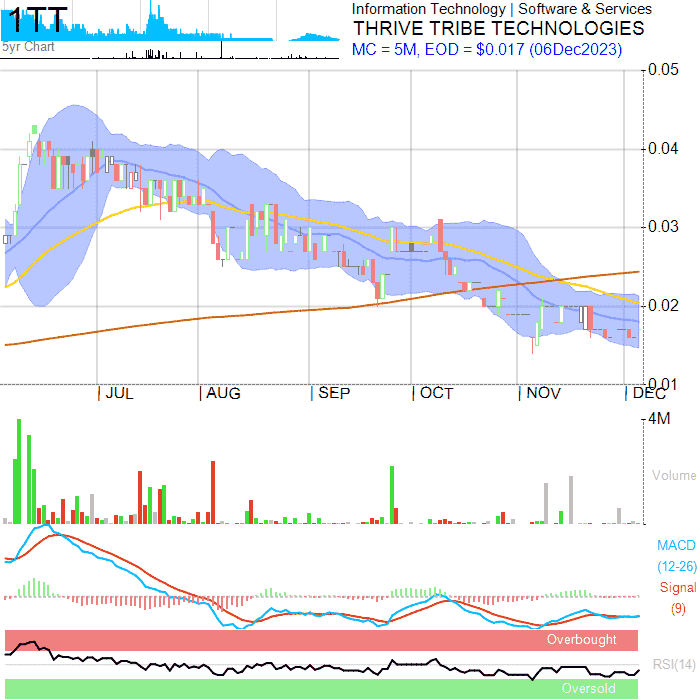 1TT
5yr Chart
Information Technology | Software & Services
THRIVE TRIBE TECHNOLOGIES
MC = 5M, EOD = $0.017 (06Dec2023)
0.05
0.04
0.03
0.02
0.01
JUL
AUG
SEP
OCT
NOV
DEC
4M
Volume
MACD
(12-26)
Signal
(9)
Overbought
RSI(14)
Oversold